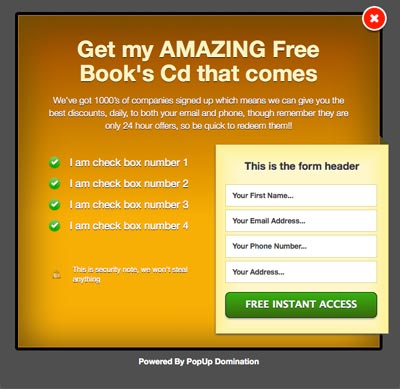 Get my AMAZING Free
Book's Cd that comes
We've got 1000's of companies signed up which means we can give you the
best discounts, daily, to both your email and phone, though remember they are
only 24 hour offers, so be quick to redeem them!!
I am check box number 1
I am check box number 2
I am check box number 3
I am check box number 4
This is security note, we won't steal
anything
This is the form header
Your First Name...
Your Email Address...
Your Phone Number...
Your Address...
FREE INSTANT ACCESS
Powered By PopUp Domination